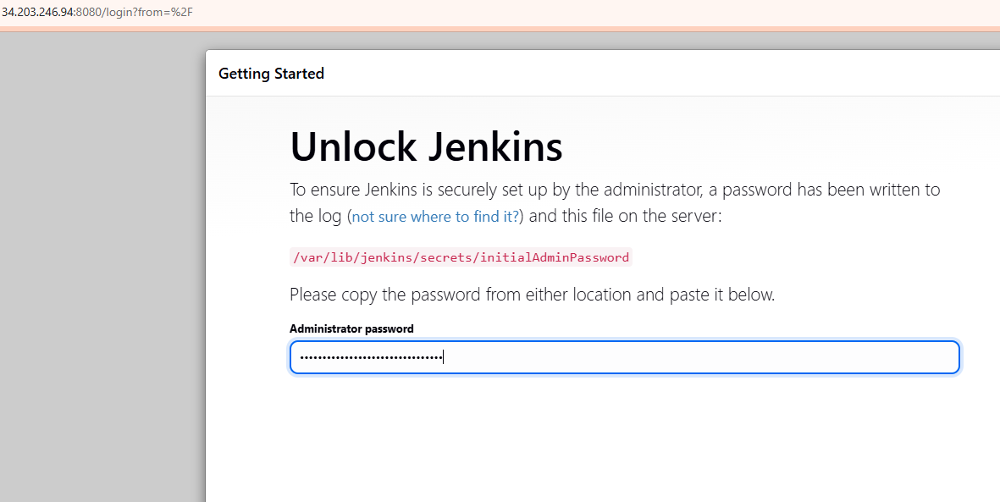 34.203.246.94:8080/login?from=%2F
Getting Started
Unlock Jenkins
To ensure Jenkins is securely set up by the administrator, a password has been written to
the log (not sure where to find it?) and this file on the server:
/var/lib/jenkins/secrets/initialAdminPassword
Please copy the password from either location and paste it below.
Administrator password
••••••••••••••••••••••••••••••••